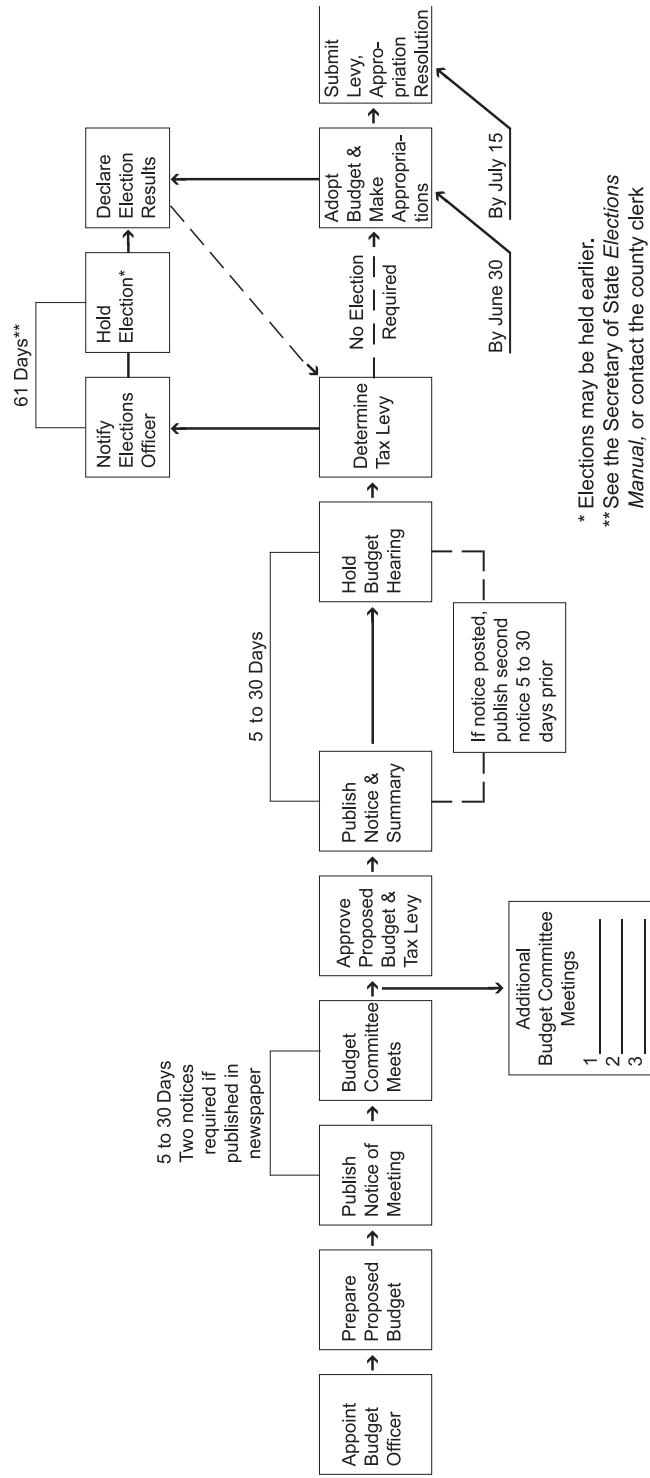 Appoint
Budget
Officer
Prepare
Proposed
Budget
Publish
Notice of
Meeting
5 to 30 Days
Two notices
required if
published in
newspaper
Budget
Committee
Meets
Additional
Budget Committee
Meetings
1
2
3
Approve
Proposed
Budget &
Tax Levy
Publish
Notice &
Summary
5 to 30 Days
If notice posted,
publish second
notice 5 to 30
days prior
Hold
Budget
Hearing
Determine
Tax Levy
Notify
Elections
Officer
61 Days**
Hold
Election*
Declare
Election
Results
No Election
Required
Adopt
Budget &
Make
Appropria-
tions
By June 30
Submit
Levy,
Appro-
priation
Resolution
By July 15
* Elections may be held earlier.
** See the Secretary of State Elections
Manual, or contact the county clerk